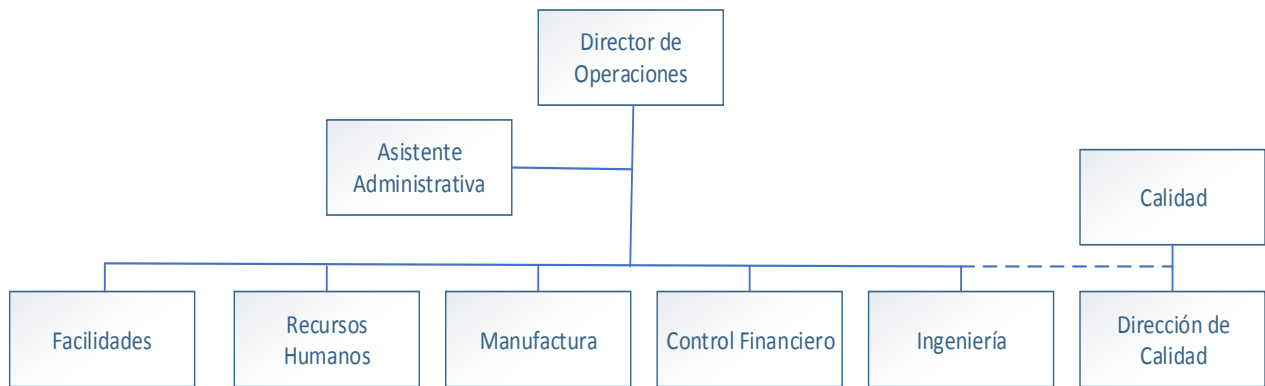 Director de
Operaciones
Asistente
Administrativa
Calidad
Facilidades
Recursos
Humanos
Manufactura
Control Financiero
Ingeniería
Dirección de
Calidad